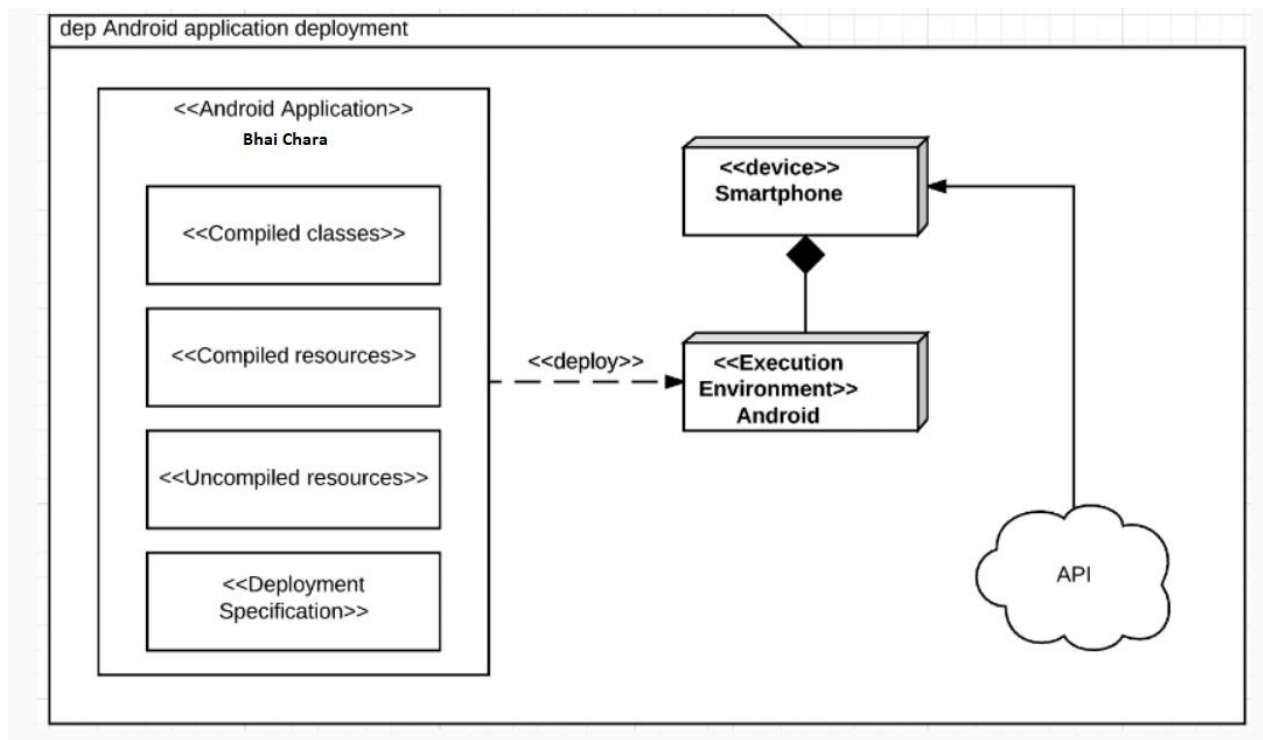 dep Android application deployment
<<Android Application>>
Bhai Chara
<<Compiled classes>>
<<Compiled resources>>
<<Uncompiled resources>>
<<Deployment
Specification>>
<<deploy>>
<<device>>
Smartphone
<<Execution
Environment>>
Android
API